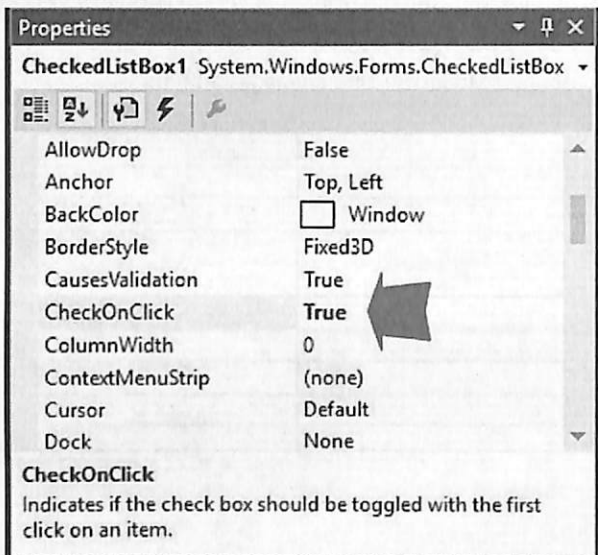 Properties
CheckedListBox1 System.Windows.Forms.CheckedListBox
AllowDrop False
Anchor Top, Left
BackColor Window
BorderStyle Fixed3D
CausesValidation True
CheckOnClick True
ColumnWidth 0
ContextMenuStrip (none)
Cursor Default
Dock None
CheckOnClick
Indicates if the check box should be toggled with the first
click on an item.